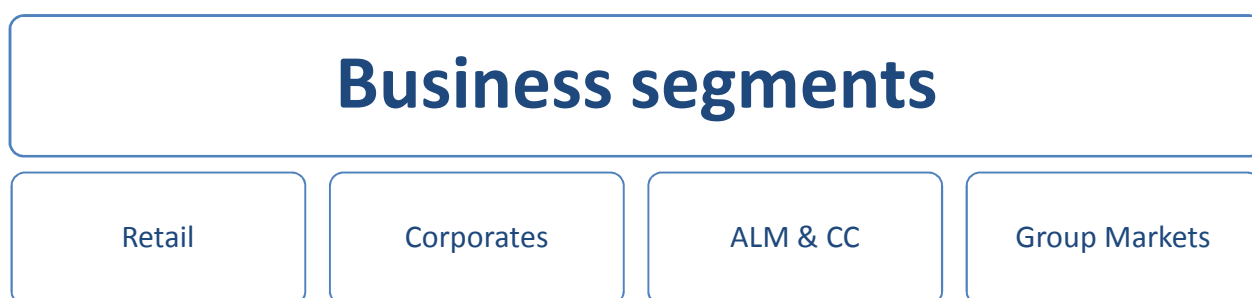 Business segments
Retail
Corporates
ALM & CC
Group Markets